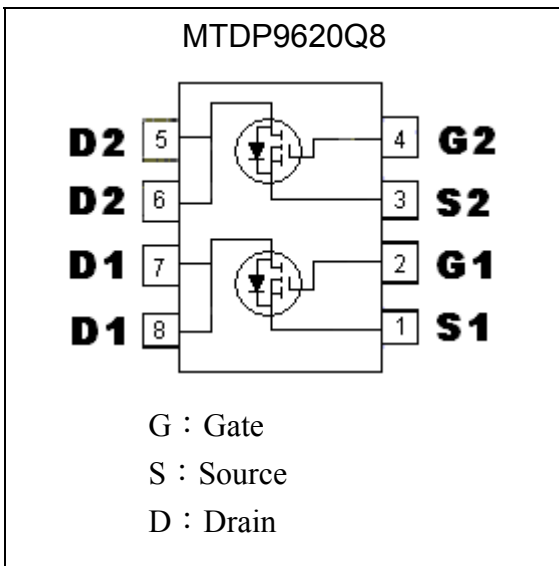 MTDP9620Q8
D2 5 4 G2
D2 6 3 S2
D1 7 2 G1
D1 8 1 S1
G：Gate
S：Source
D：Drain